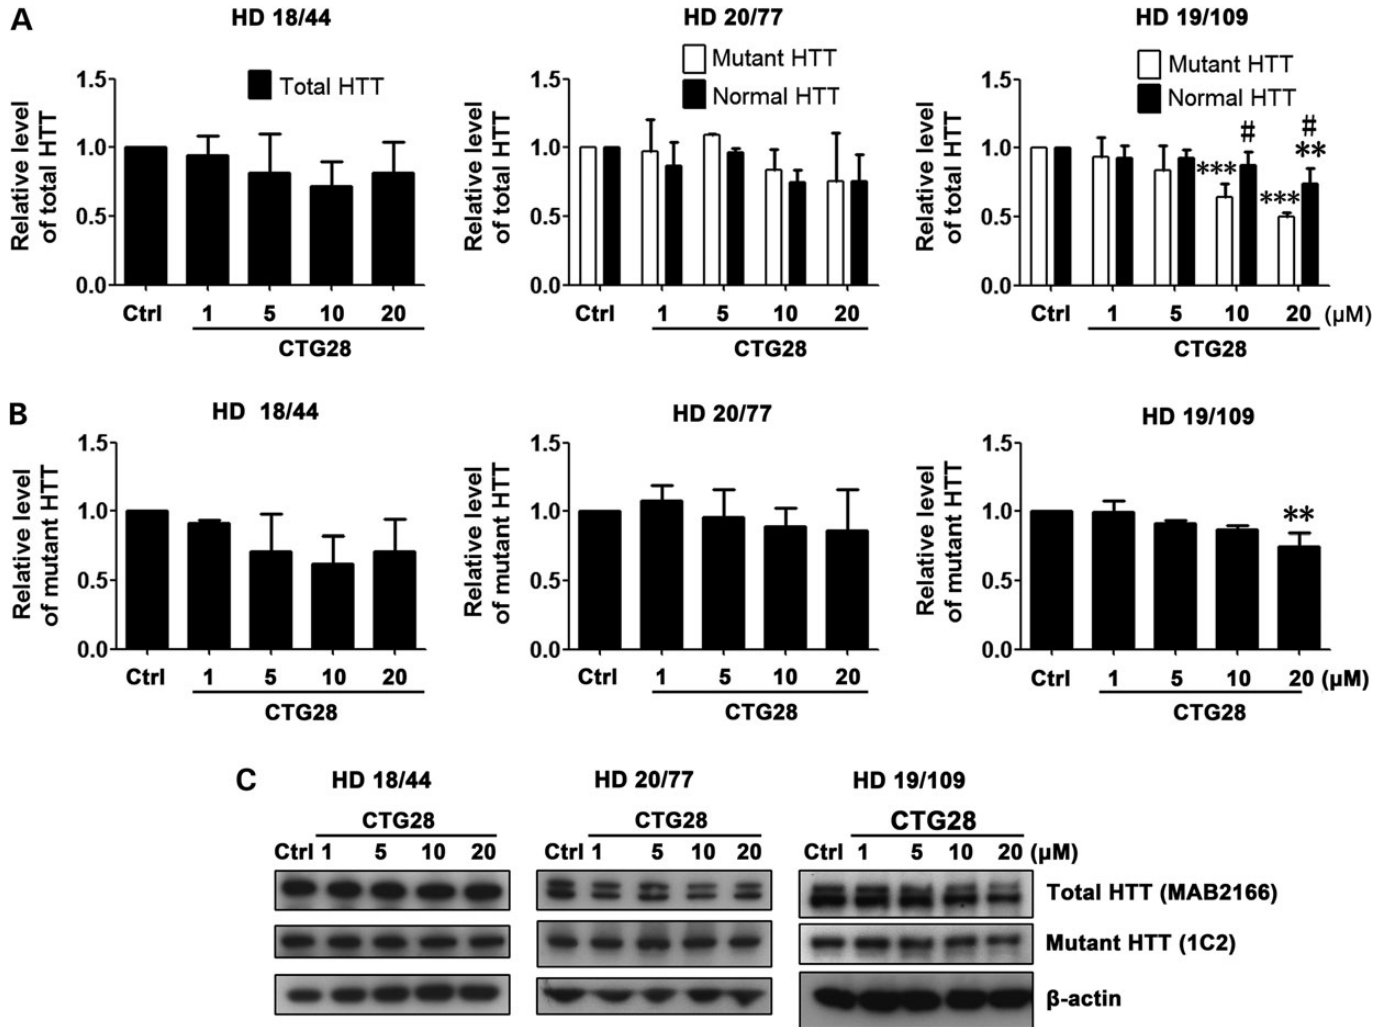 A
HD 18/44
HD 20/77
HD 19/109
Total HTT
Mutant HTT
Normal HTT
Mutant HTT
Normal HTT
Relative level
of total HTT
1.5
1.0
0.5
0.0
Ctrl 1 5 10 20
CTG28
Relative level
of total HTT
1.5
1.0
0.5
0.0
Ctrl 1 5 10 20
CTG28
Relative level
of total HTT
1.5
1.0
0.5
0.0
*** # *** # **
Ctrl 1 5 10 20 (μM)
CTG28
B
HD 18/44
HD 20/77
HD 19/109
Relative level
of mutant HTT
1.5
1.0
0.5
0.0
Ctrl 1 5 10 20
CTG28
Relative level
of mutant HTT
1.5
1.0
0.5
0.0
Ctrl 1 5 10 20
CTG28
Relative level
of mutant HTT
1.5
1.0
0.5
0.0
**
Ctrl 1 5 10 20 (μM)
CTG28
C
HD 18/44
HD 20/77
HD 19/109
CTG28
CTG28
CTG28
Ctrl 1 5 10 20
Ctrl 1 5 10 20
Ctrl 1 5 10 20 (μM)
Total HTT (MAB2166)
Mutant HTT (1C2)
β-actin